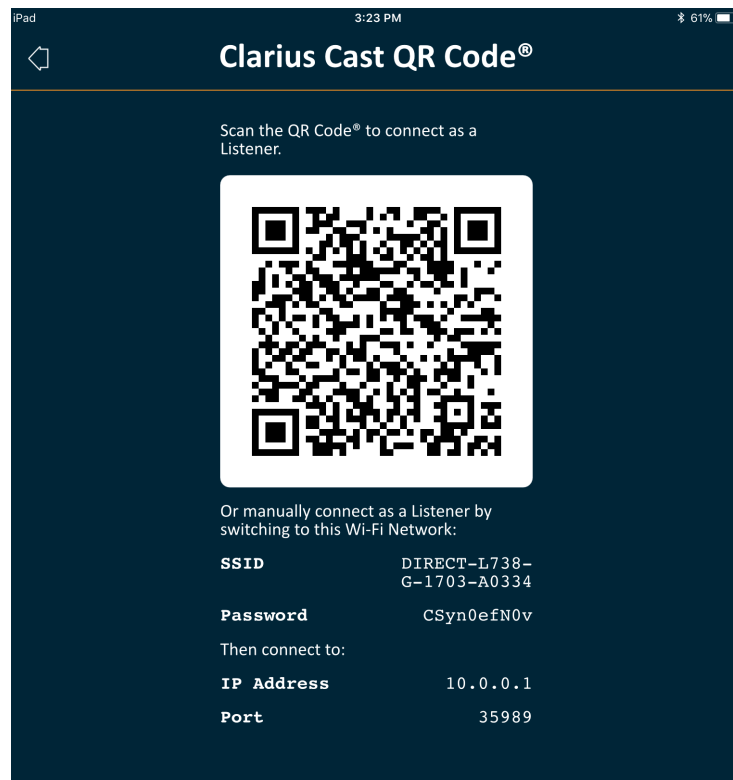 iPad
3:23 PM
61%
Clarius Cast QR Code®
Scan the QR Code® to connect as a
Listener.
Or manually connect as a Listener by
switching to this Wi-Fi Network:
SSID
DIRECT-L738-
G-1703-A0334
Password
CSyn0efN0v
Then connect to:
IP Address
10.0.0.1
Port
35989